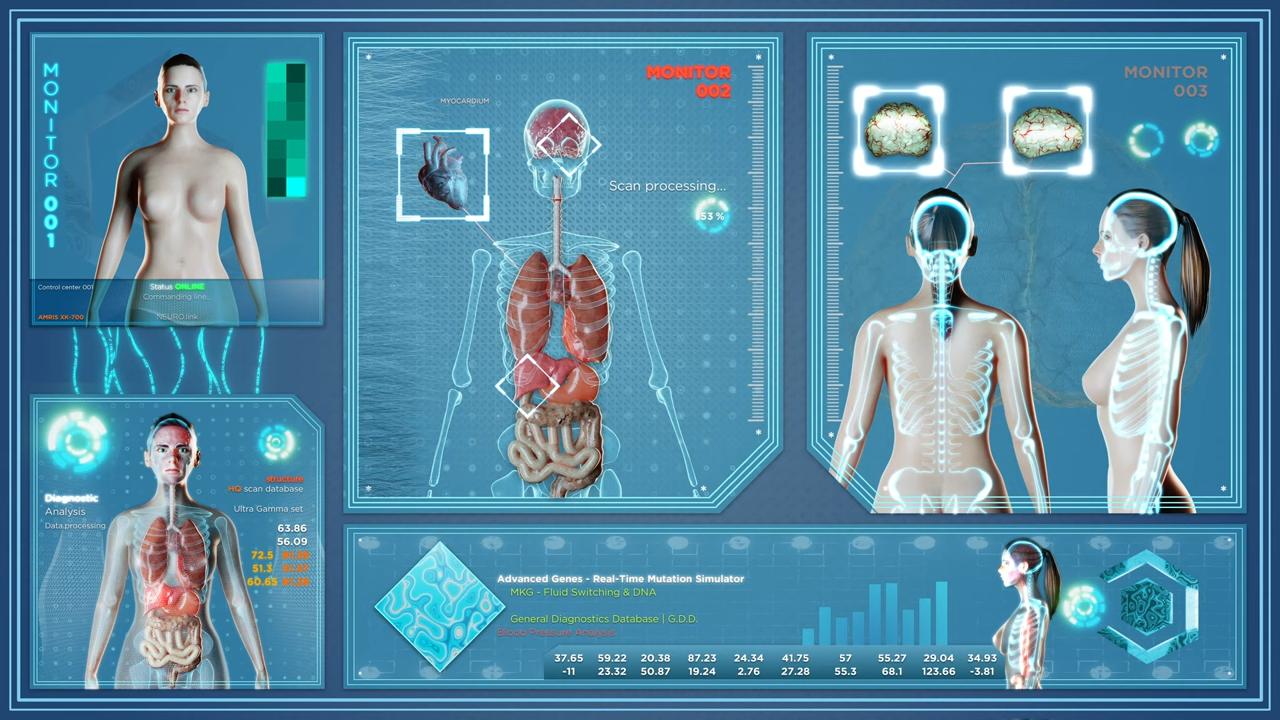 MONITOR 001
Control center 001
Status ONLINE
Commanding line...
AMRIS XK-700
NEURO.link
Diagnostic
Analysis
Data.processing
structure
HQ scan database
Ultra Gamma set
63.86
56.09
72.5
51.3
60.65
MONITOR
002
MYOCARDIUM
Scan processing...
53 %
MONITOR
003
Advanced Genes - Real-Time Mutation Simulator
MKG - Fluid Switching & DNA
General Diagnostics Database | G.D.D.
Blood Pressure Analysis
37.65 59.22 20.38 87.23 24.34 41.75 57 55.27 29.04 34.93
-11 23.32 50.87 19.24 2.76 27.28 55.3 68.1 123.66 -3.81